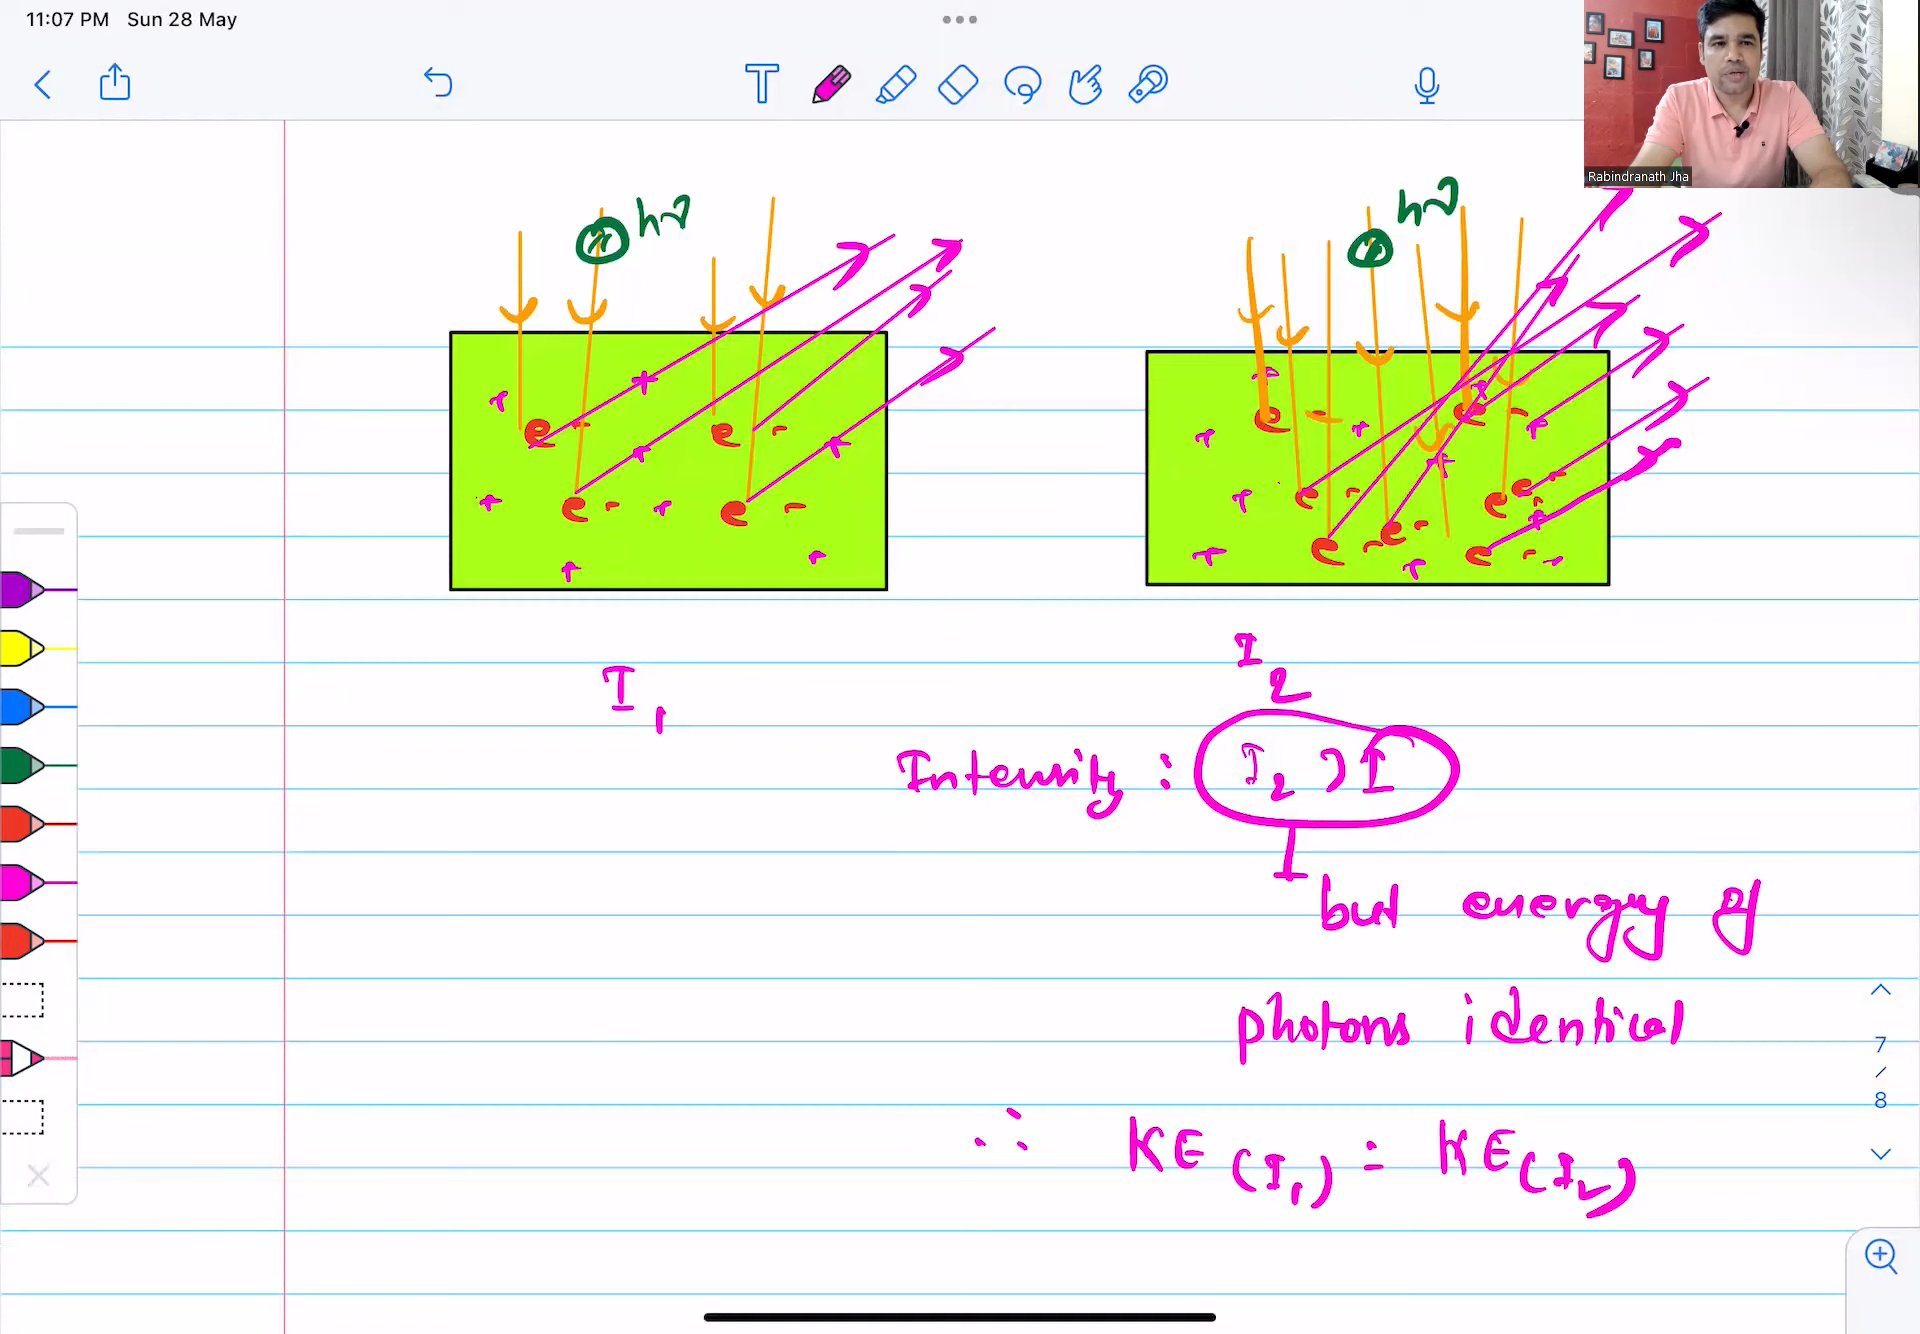 11:07 PM Sun 28 May
T
Rabindranath Jha
hν
hν
+ + e- e- + + + e- + e- + +
+ + e- - + + e- - + + + e- e- e- - e- - e- + e- - + + -
I1
I2
Intensity : I2 > I
but energy of
photons identical
∴ KE(I1) = KE(I2)
7
/
8